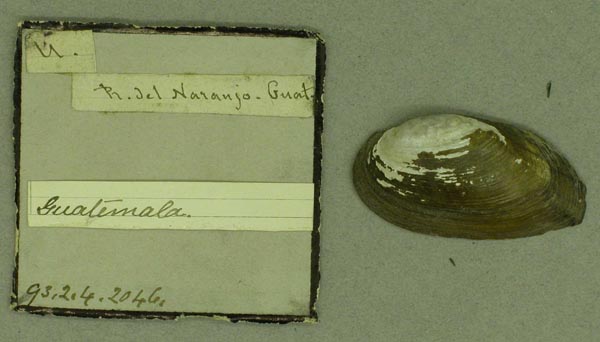 U.
R. del Naranjo. Guat.
Guatemala.
93.2.4.2046.